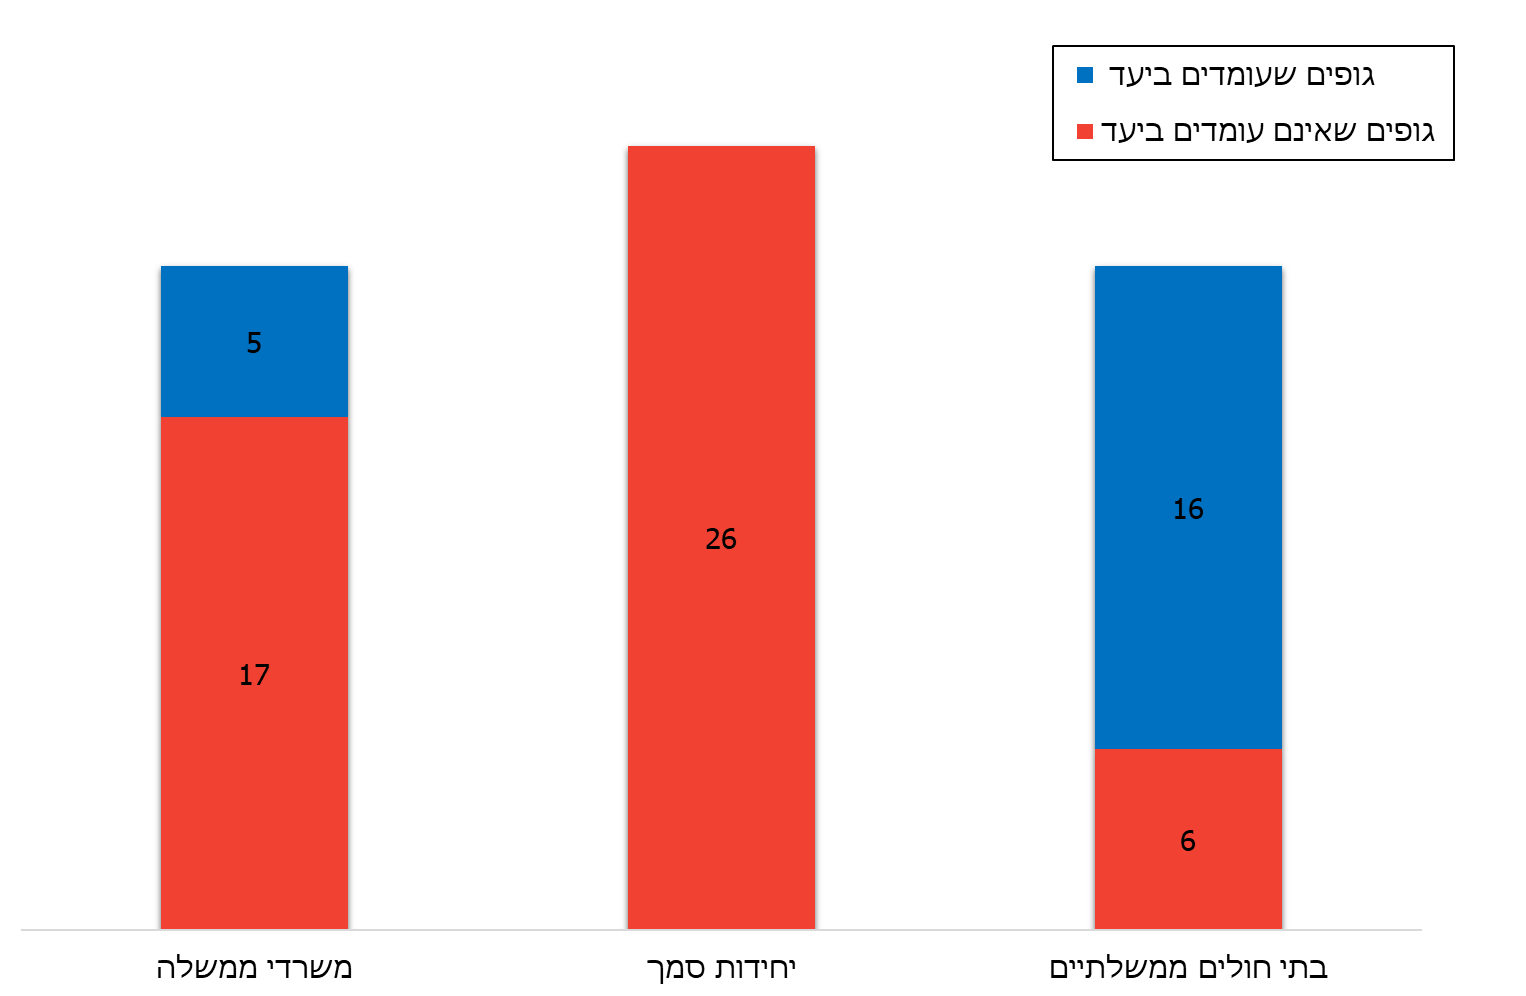 גופים שעומדים ביעד
גופים שאינם עומדים ביעד
5
16
26
17
6
משרדי ממשלה
יחידות סמך
בתי חולים ממשלתיים